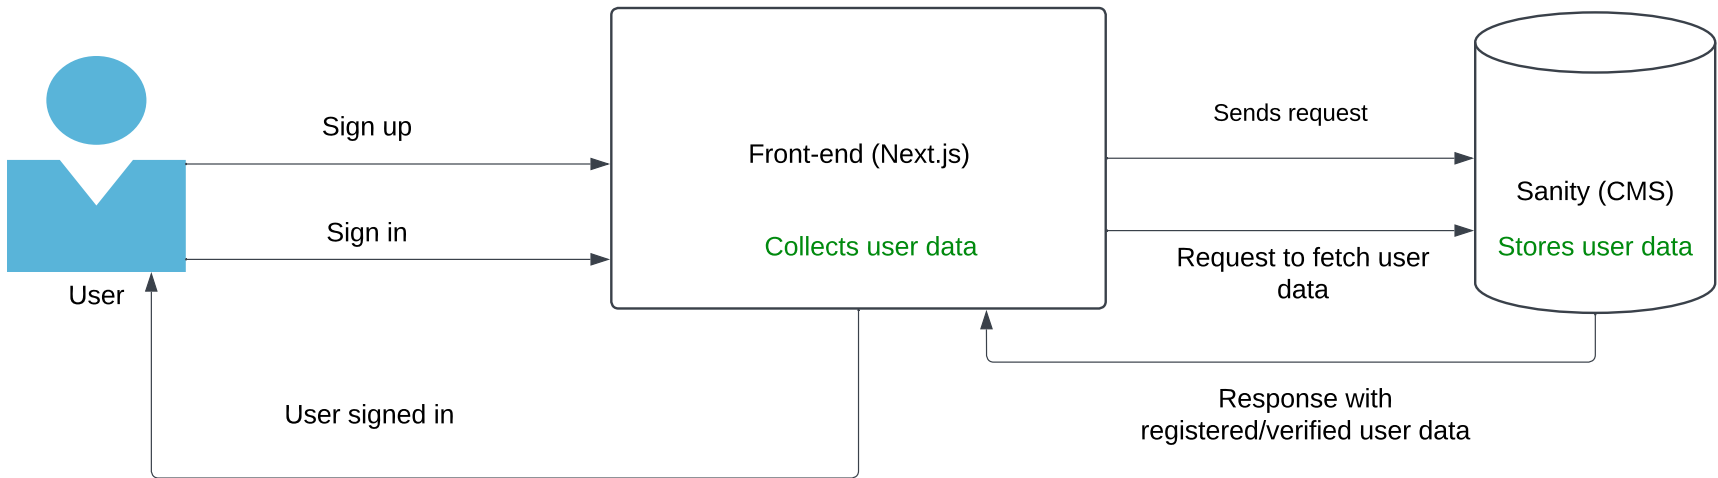 Sign up
Sign in
User
User signed in
Front-end (Next.js)
Collects user data
Sends request
Request to fetch user
data
Response with
registered/verified user data
Sanity (CMS)
Stores user data